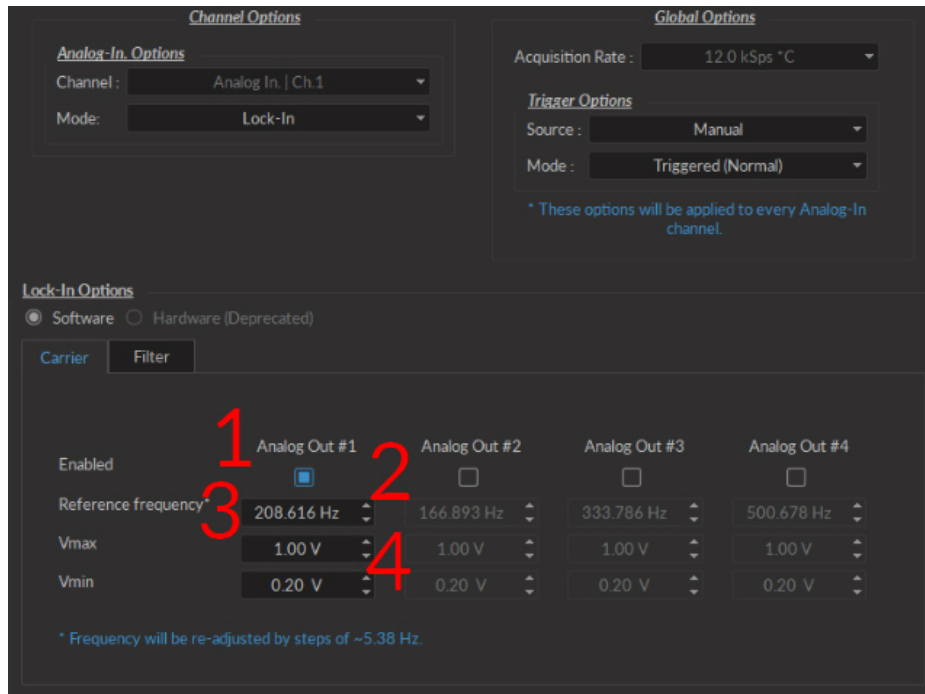 Channel Options
Analog-In. Options
Channel : Analog In. | Ch.1
Mode: Lock-In
Global Options
Acquisition Rate : 12.0 kSps *C
Trigger Options
Source : Manual
Mode : Triggered (Normal)
* These options will be applied to every Analog-In
channel.
Lock-In Options
Software Hardware (Deprecated)
Carrier Filter
1 2 3 4
Analog Out #1 Analog Out #2 Analog Out #3 Analog Out #4
Enabled
Reference frequency* 208.616 Hz 166.893 Hz 333.786 Hz 500.678 Hz
Vmax 1.00 V 1.00 V 1.00 V 1.00 V
Vmin 0.20 V 0.20 V 0.20 V 0.20 V
* Frequency will be re-adjusted by steps of ~5.38 Hz.